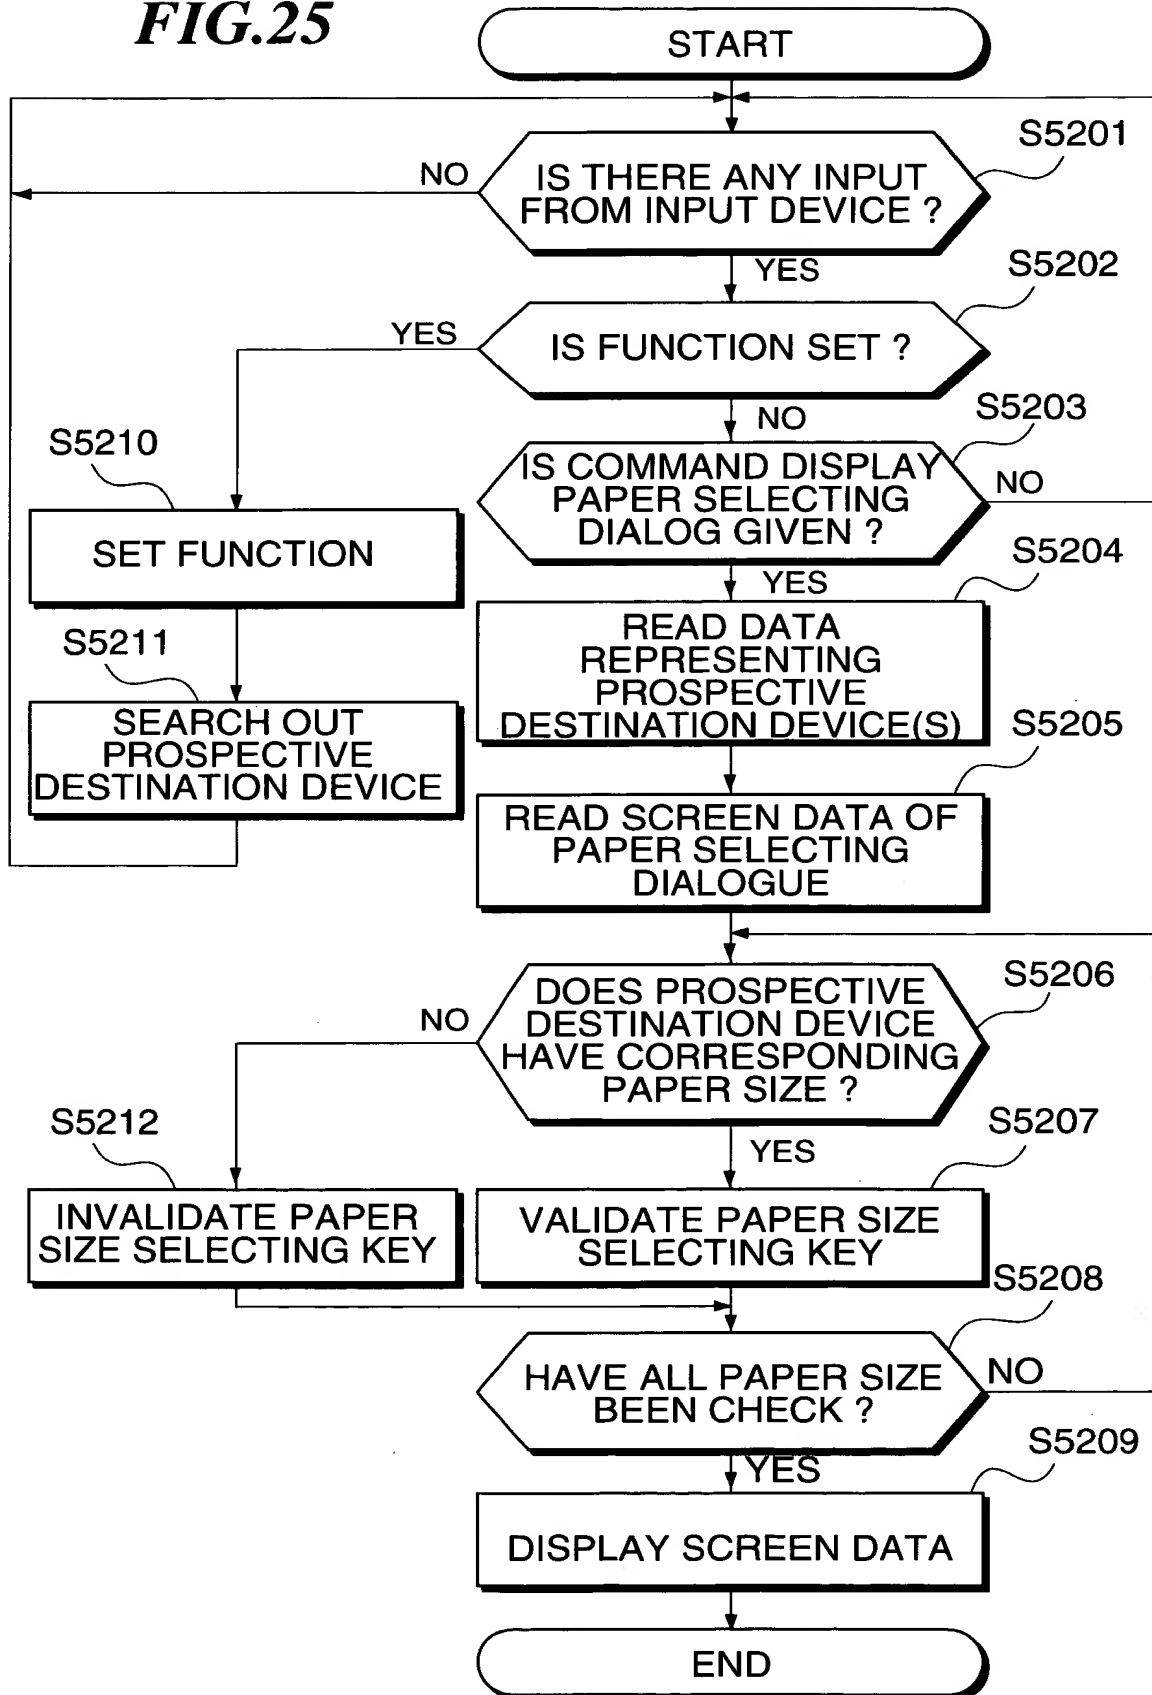 FIG.25
START
S5201
IS THERE ANY INPUT
FROM INPUT DEVICE ?
NO
YES
S5202
IS FUNCTION SET ?
YES
NO
S5203
IS COMMAND DISPLAY
PAPER SELECTING
DIALOG GIVEN ?
NO
YES
S5210
SET FUNCTION
S5204
READ DATA
REPRESENTING
PROSPECTIVE
DESTINATION DEVICE(S)
S5211
SEARCH OUT
PROSPECTIVE
DESTINATION DEVICE
S5205
READ SCREEN DATA OF
PAPER SELECTING
DIALOGUE
S5206
DOES PROSPECTIVE
DESTINATION DEVICE
HAVE CORRESPONDING
PAPER SIZE ?
NO
YES
S5212
INVALIDATE PAPER
SIZE SELECTING KEY
S5207
VALIDATE PAPER SIZE
SELECTING KEY
S5208
HAVE ALL PAPER SIZE
BEEN CHECK ?
NO
YES
S5209
DISPLAY SCREEN DATA
END